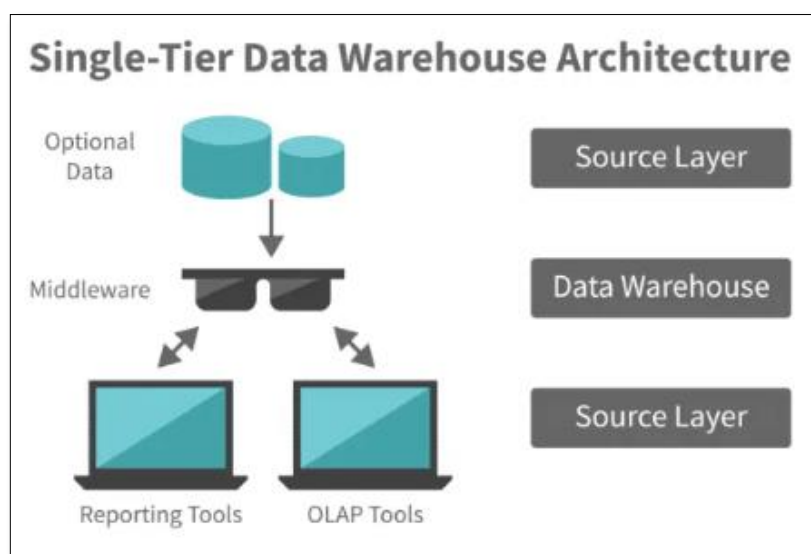 Single-Tier Data Warehouse Architecture
Optional
Data
Source Layer
Middleware
Data Warehouse
Source Layer
Reporting Tools
OLAP Tools